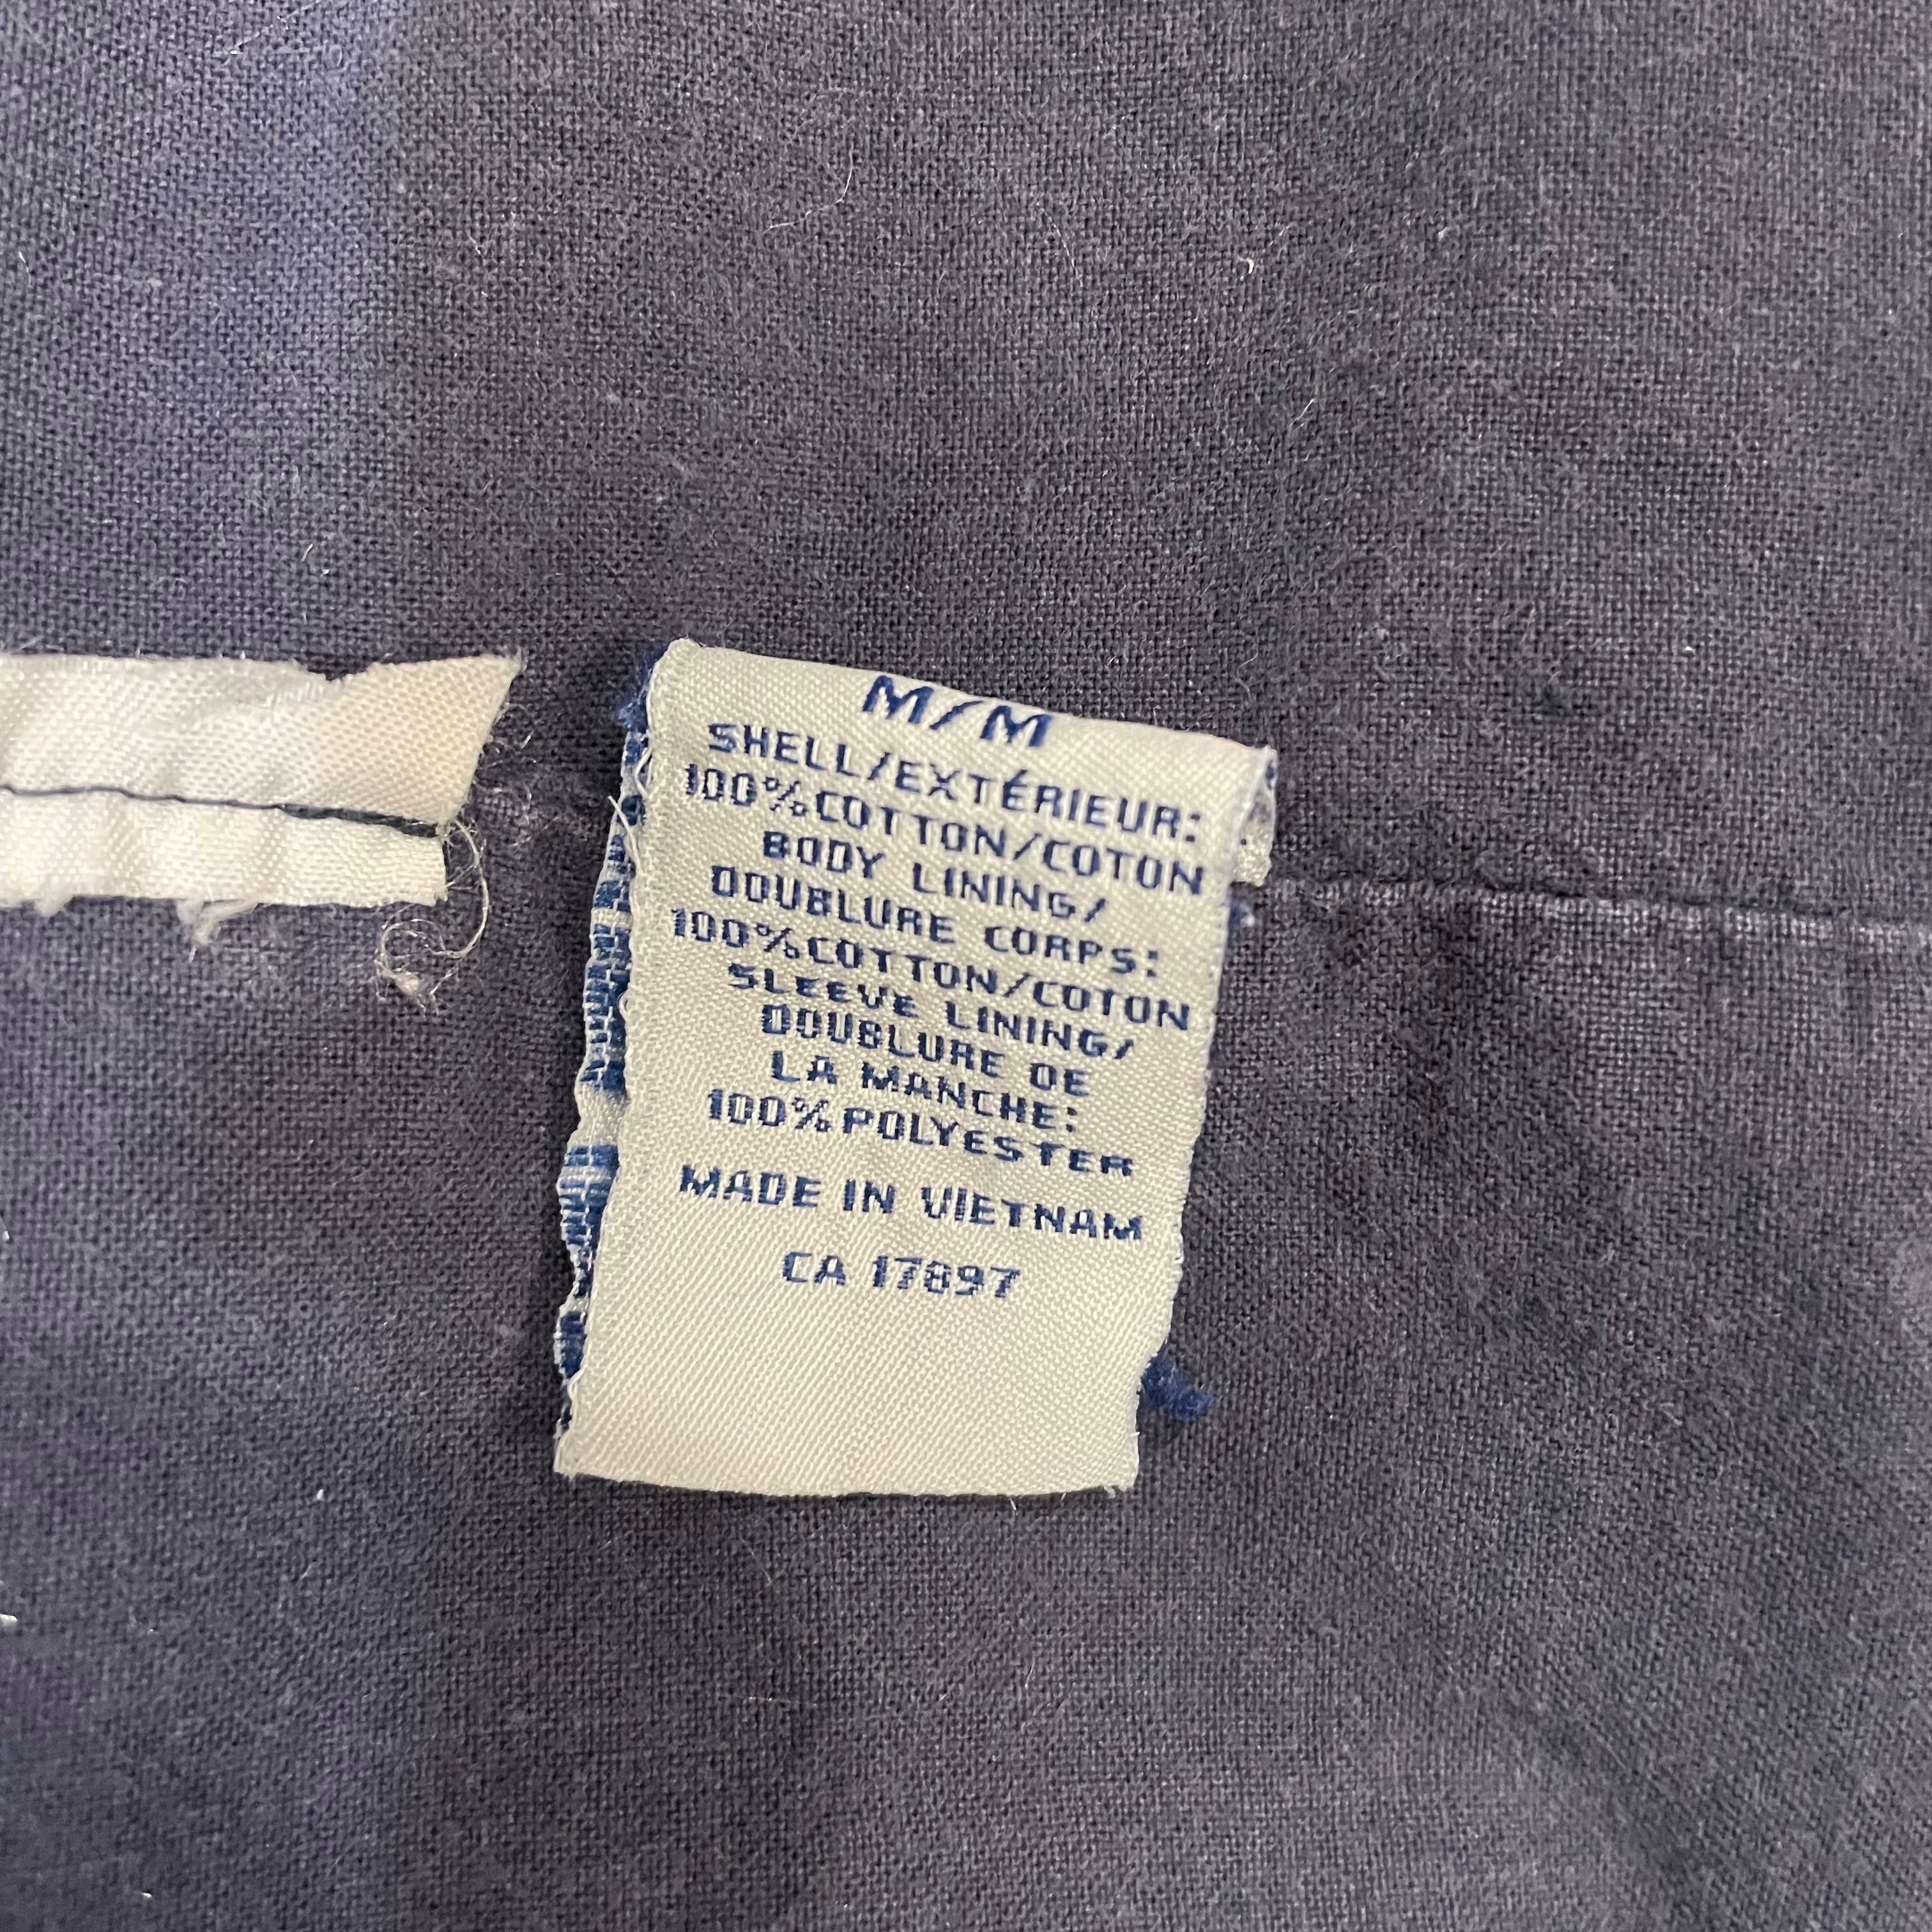 M/M
SHELL/EXTÉRIEUR:
100%COTTON/COTON
BODY LINING/
DOUBLURE CORPS:
100%COTTON/COTON
SLEEVE LINING/
DOUBLURE DE
LA MANCHE:
100%POLYESTER
MADE IN VIETNAM
CA 17897